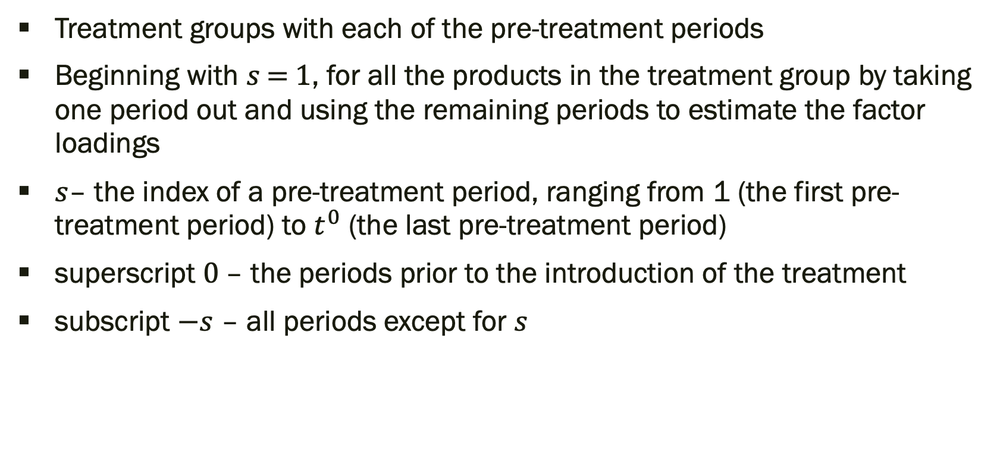 ▪ Treatment groups with each of the pre-treatment periods
▪ Beginning with s = 1, for all the products in the treatment group by taking
one period out and using the remaining periods to estimate the factor
loadings
▪ s– the index of a pre-treatment period, ranging from 1 (the first pre-
treatment period) to t⁰ (the last pre-treatment period)
▪ superscript 0 – the periods prior to the introduction of the treatment
▪ subscript −s – all periods except for s